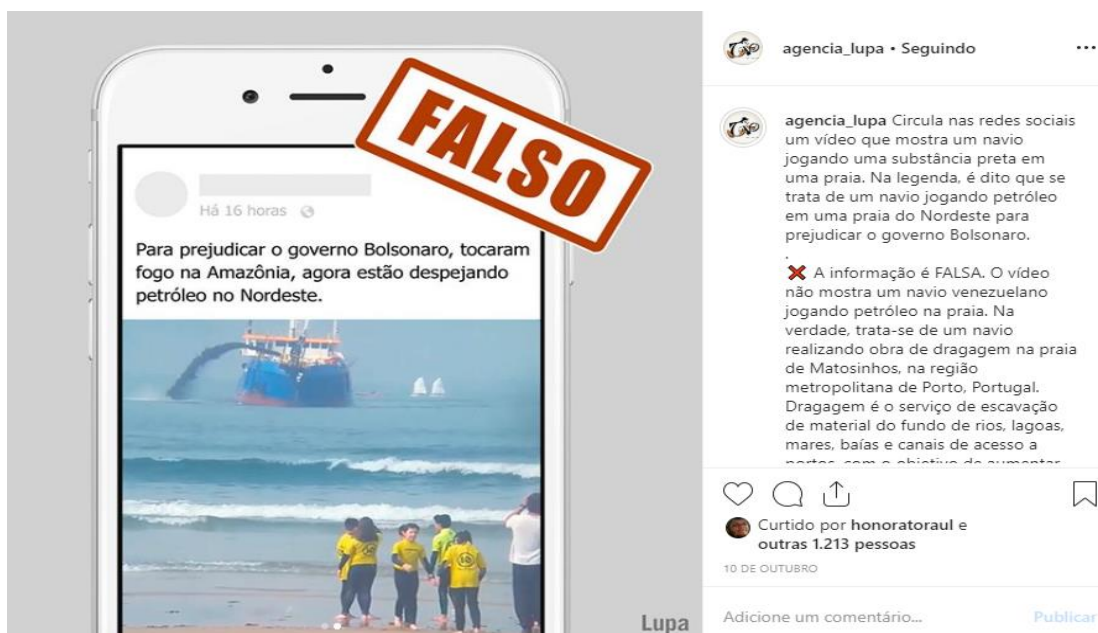 FALSO
Há 16 horas
Para prejudicar o governo Bolsonaro, tocaram
fogo na Amazônia, agora estão despejando
petróleo no Nordeste.
Lupa
agencia_lupa • Seguindo
agencia_lupa Circula nas redes sociais
um vídeo que mostra um navio
jogando uma substância preta em
uma praia. Na legenda, é dito que se
trata de um navio jogando petróleo
em uma praia do Nordeste para
prejudicar o governo Bolsonaro.
.
❌ A informação é FALSA. O vídeo
não mostra um navio venezuelano
jogando petróleo na praia. Na
verdade, trata-se de um navio
realizando obra de dragagem na praia
de Matosinhos, na região
metropolitana de Porto, Portugal.
Dragagem é o serviço de escavação
de material do fundo de rios, lagoas,
mares, baías e canais de acesso a
portos, com o objetivo de aumentar
Curtido por honoratoraul e
outras 1.213 pessoas
10 DE OUTUBRO
Adicione um comentário...
Publicar